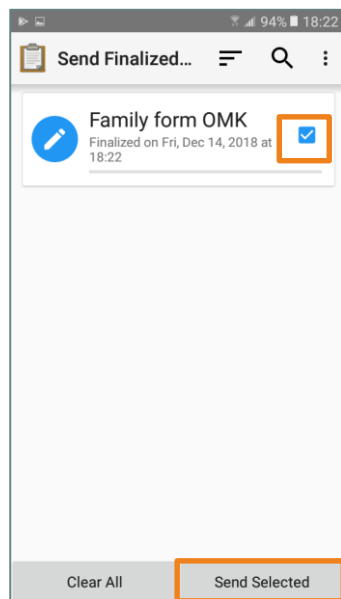 94% 18:22
Send Finalized...
Family form OMK
Finalized on Fri, Dec 14, 2018 at
18:22
Clear All Send Selected